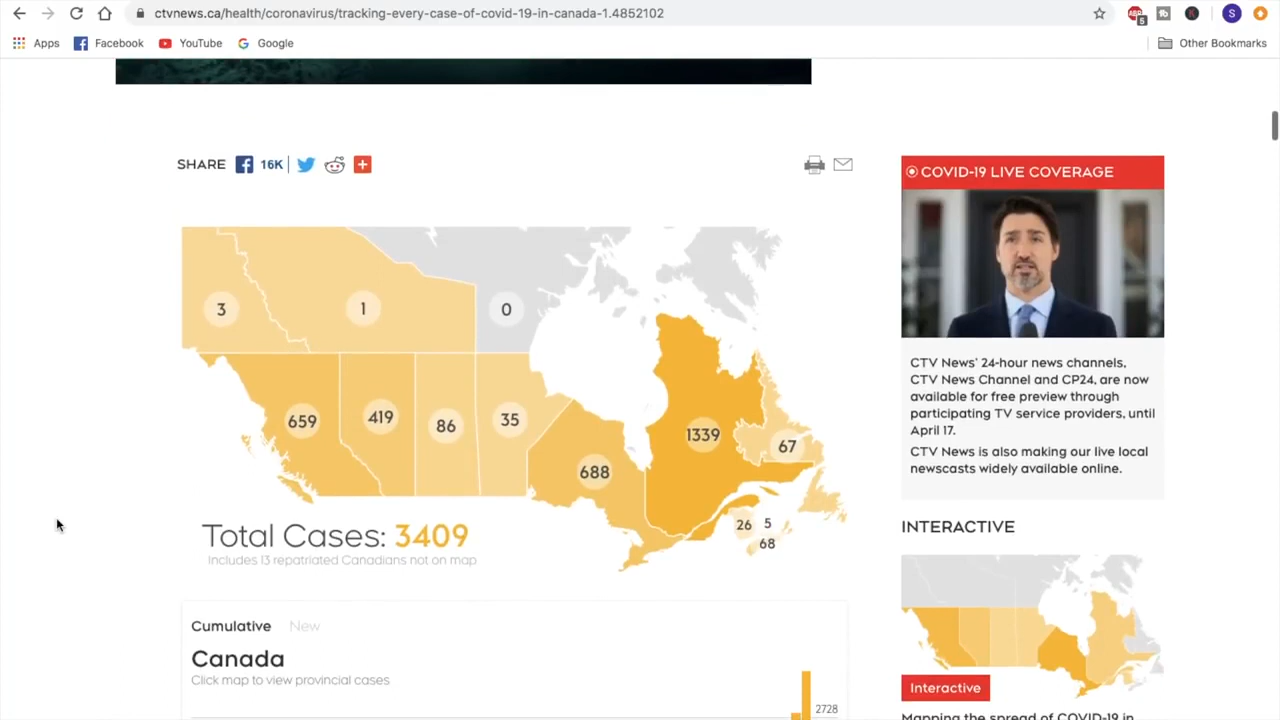 ctvnews.ca/health/coronavirus/tracking-every-case-of-covid-19-in-canada-1.4852102
ABP
5
tb
K
S
Apps
Facebook
YouTube
Google
Other Bookmarks
SHARE
16K
3
1
0
659
419
86
35
688
1339
67
26
5
68
Total Cases: 3409
Includes 13 repatriated Canadians not on map
Cumulative
New
Canada
Click map to view provincial cases
2728
COVID-19 LIVE COVERAGE
CTV News' 24-hour news channels,
CTV News Channel and CP24, are now
available for free preview through
participating TV service providers, until
April 17.
CTV News is also making our live local
newscasts widely available online.
INTERACTIVE
Interactive
Mapping the spread of COVID-19 in